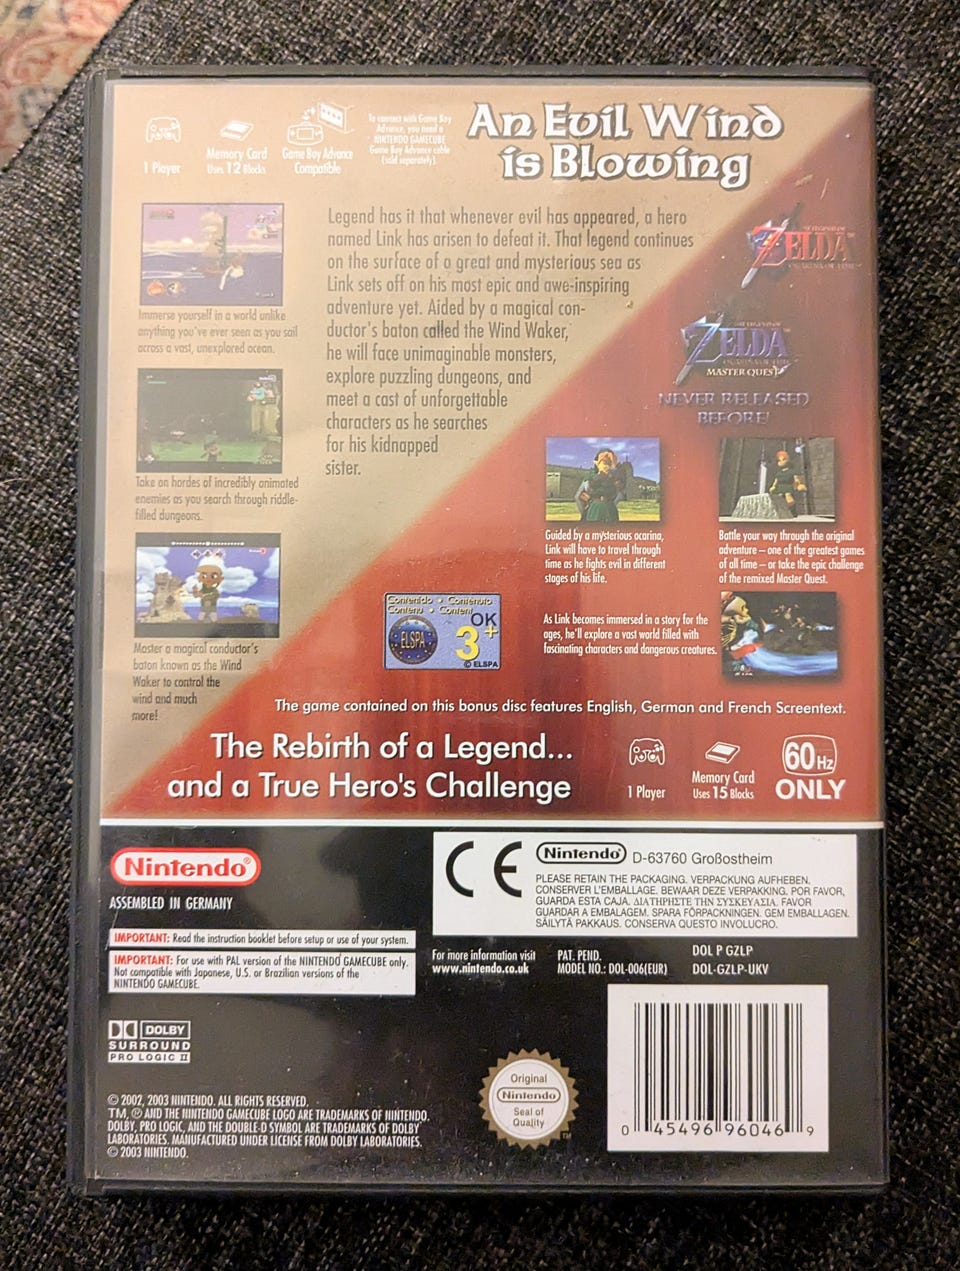 An Evil Wind
is Blowing
1 Player
Memory Card
Uses 12 Blocks
Game Boy Advance
Compatible
To connect with Game Boy
Advance, you need a
NINTENDO GAMECUBE
Game Boy Advance cable
(sold separately).
Legend has it that whenever evil has appeared, a hero
named Link has arisen to defeat it. That legend continues
on the surface of a great and mysterious sea as
Link sets off on his most epic and awe-inspiring
adventure yet. Aided by a magical con-
ductor's baton called the Wind Waker,
he will face unimaginable monsters,
explore puzzling dungeons, and
meet a cast of unforgettable
characters as he searches
for his kidnapped
sister.
Immerse yourself in a world unlike
anything you've ever seen as you sail
across a vast, unexplored ocean.
Take on hordes of incredibly animated
enemies as you search through riddle-
filled dungeons.
Master a magical conductor's
baton known as the Wind
Waker to control the
wind and much
more!
THE LEGEND OF
ZELDA™
OCARINA OF TIME
THE LEGEND OF
ZELDA™
OCARINA OF TIME
MASTER QUEST
NEVER RELEASED
BEFORE!
Guided by a mysterious ocarina,
Link will have to travel through
time as he fights evil in different
stages of his life.
Battle your way through the original
adventure – one of the greatest games
of all time – or take the epic challenge
of the remixed Master Quest.
As Link becomes immersed in a story for the
ages, he'll explore a vast world filled with
fascinating characters and dangerous creatures.
Contenido • Contenuto
Contenu • Content
ELSPA
OK
3+
© ELSPA
The game contained on this bonus disc features English, German and French Screentext.
The Rebirth of a Legend...
and a True Hero's Challenge
1 Player
Memory Card
Uses 15 Blocks
60Hz
ONLY
Nintendo®
ASSEMBLED IN GERMANY
IMPORTANT: Read the instruction booklet before setup or use of your system.
IMPORTANT: For use with PAL version of the NINTENDO GAMECUBE only.
Not compatible with Japanese, U.S. or Brazilian versions of the
NINTENDO GAMECUBE.
CE
Nintendo® D-63760 Großostheim
PLEASE RETAIN THE PACKAGING. VERPACKUNG AUFHEBEN.
CONSERVER L'EMBALLAGE. BEWAAR DEZE VERPAKKING. POR FAVOR,
GUARDA ESTA CAJA. ΔΙΑΤΗΡΗΣΤΕ ΤΗΝ ΣΥΣΚΕΥΑΣΙΑ. FAVOR
GUARDAR A EMBALAGEM. SPARA FÖRPACKNINGEN. GEM EMBALLAGEN.
SÄILYTÄ PAKKAUS. CONSERVA QUESTO INVOLUCRO.
For more information visit
www.nintendo.co.uk
PAT. PEND.
MODEL NO.: DOL-006(EUR)
DOL P GZLP
DOL-GZLP-UKV
DOLBY
SURROUND
PRO LOGIC II
Original
Nintendo
Seal of
Quality
™
© 2002, 2003 NINTENDO. ALL RIGHTS RESERVED.
TM, ® AND THE NINTENDO GAMECUBE LOGO ARE TRADEMARKS OF NINTENDO.
DOLBY, PRO LOGIC, AND THE DOUBLE-D SYMBOL ARE TRADEMARKS OF DOLBY
LABORATORIES. MANUFACTURED UNDER LICENSE FROM DOLBY LABORATORIES.
© 2003 NINTENDO.
0 45496 96046 9